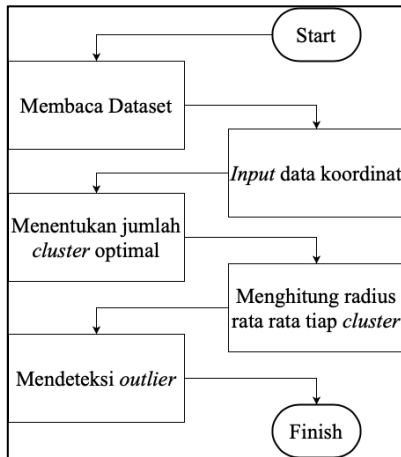 Start
Membaca Dataset
Input data koordinat
Menentukan jumlah
cluster optimal
Menghitung radius
rata rata tiap cluster
Mendeteksi outlier
Finish